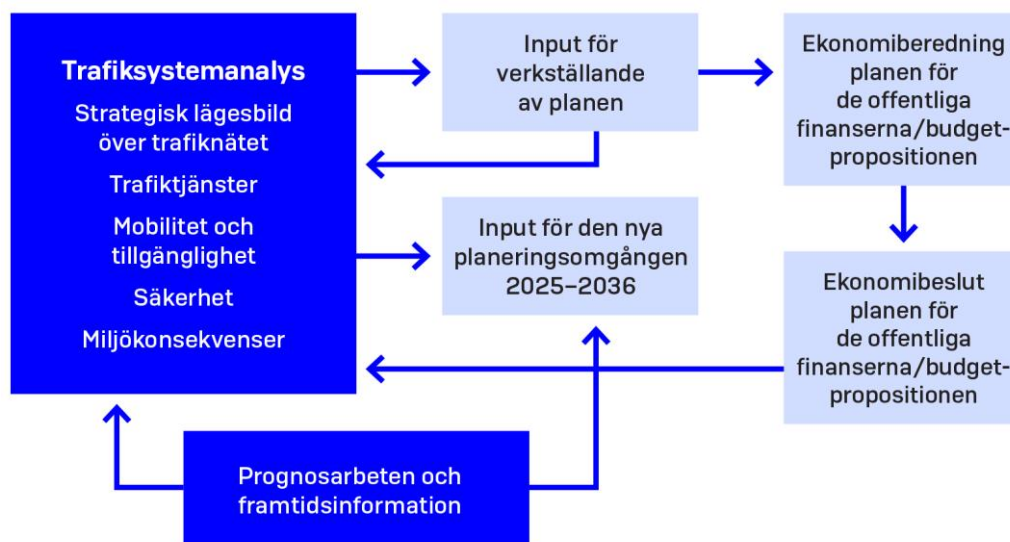 Trafiksystemanalys
Strategisk lägesbild
över trafiknätet
Trafiktjänster
Mobilitet och
tillgänglighet
Säkerhet
Miljökonsekvenser
Input för
verkställande
av planen
Ekonomiberedning
planen för
de offentliga
finanserna/budget-
propositionen
Input för den nya
planeringsomgången
2025–2036
Ekonomibeslut
planen för
de offentliga
finanserna/budget-
propositionen
Prognosarbeten och
framtidsinformation